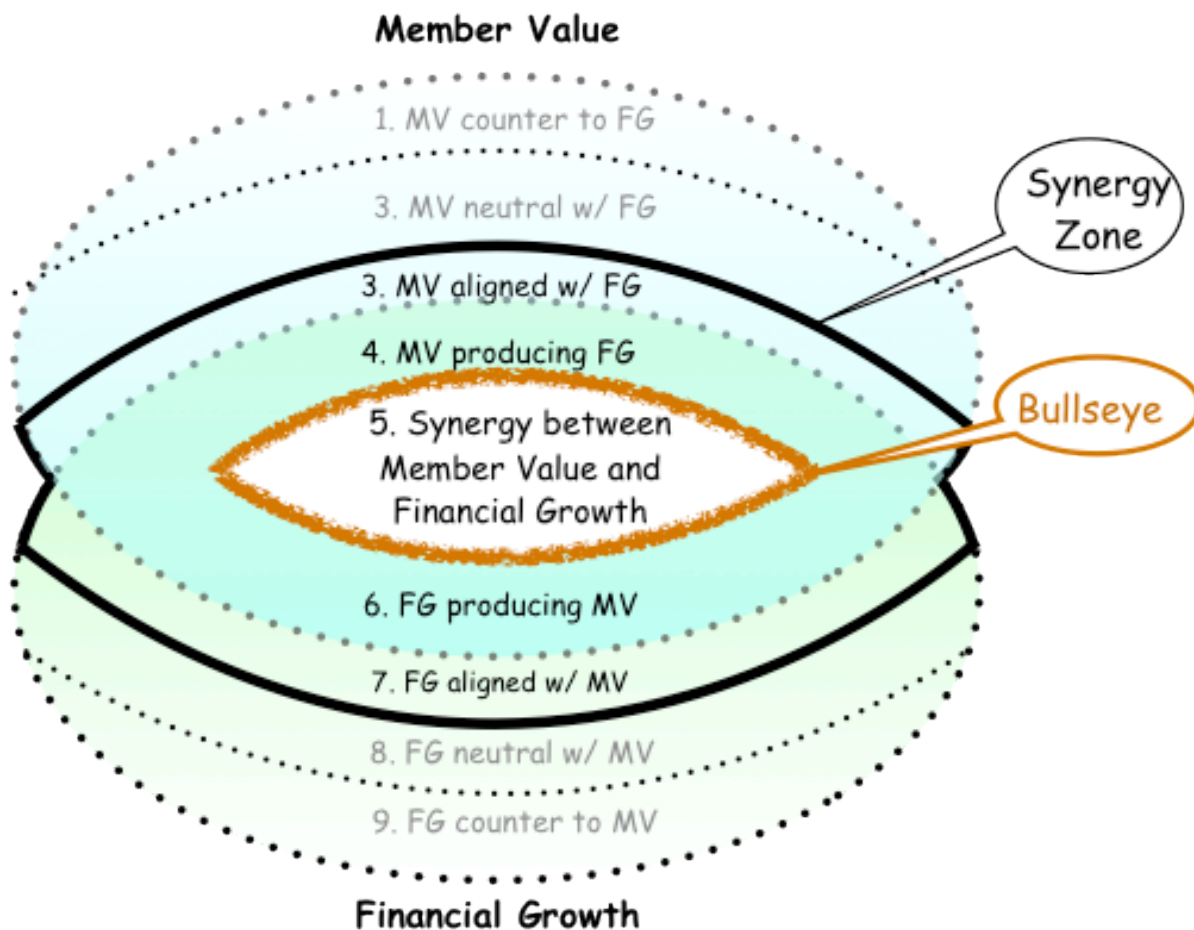 Member Value
1. MV counter to FG
3. MV neutral w/ FG
Synergy
Zone
3. MV aligned w/ FG
4. MV producing FG
Bullseye
5. Synergy between
Member Value and
Financial Growth
6. FG producing MV
7. FG aligned w/ MV
8. FG neutral w/ MV
9. FG counter to MV
Financial Growth